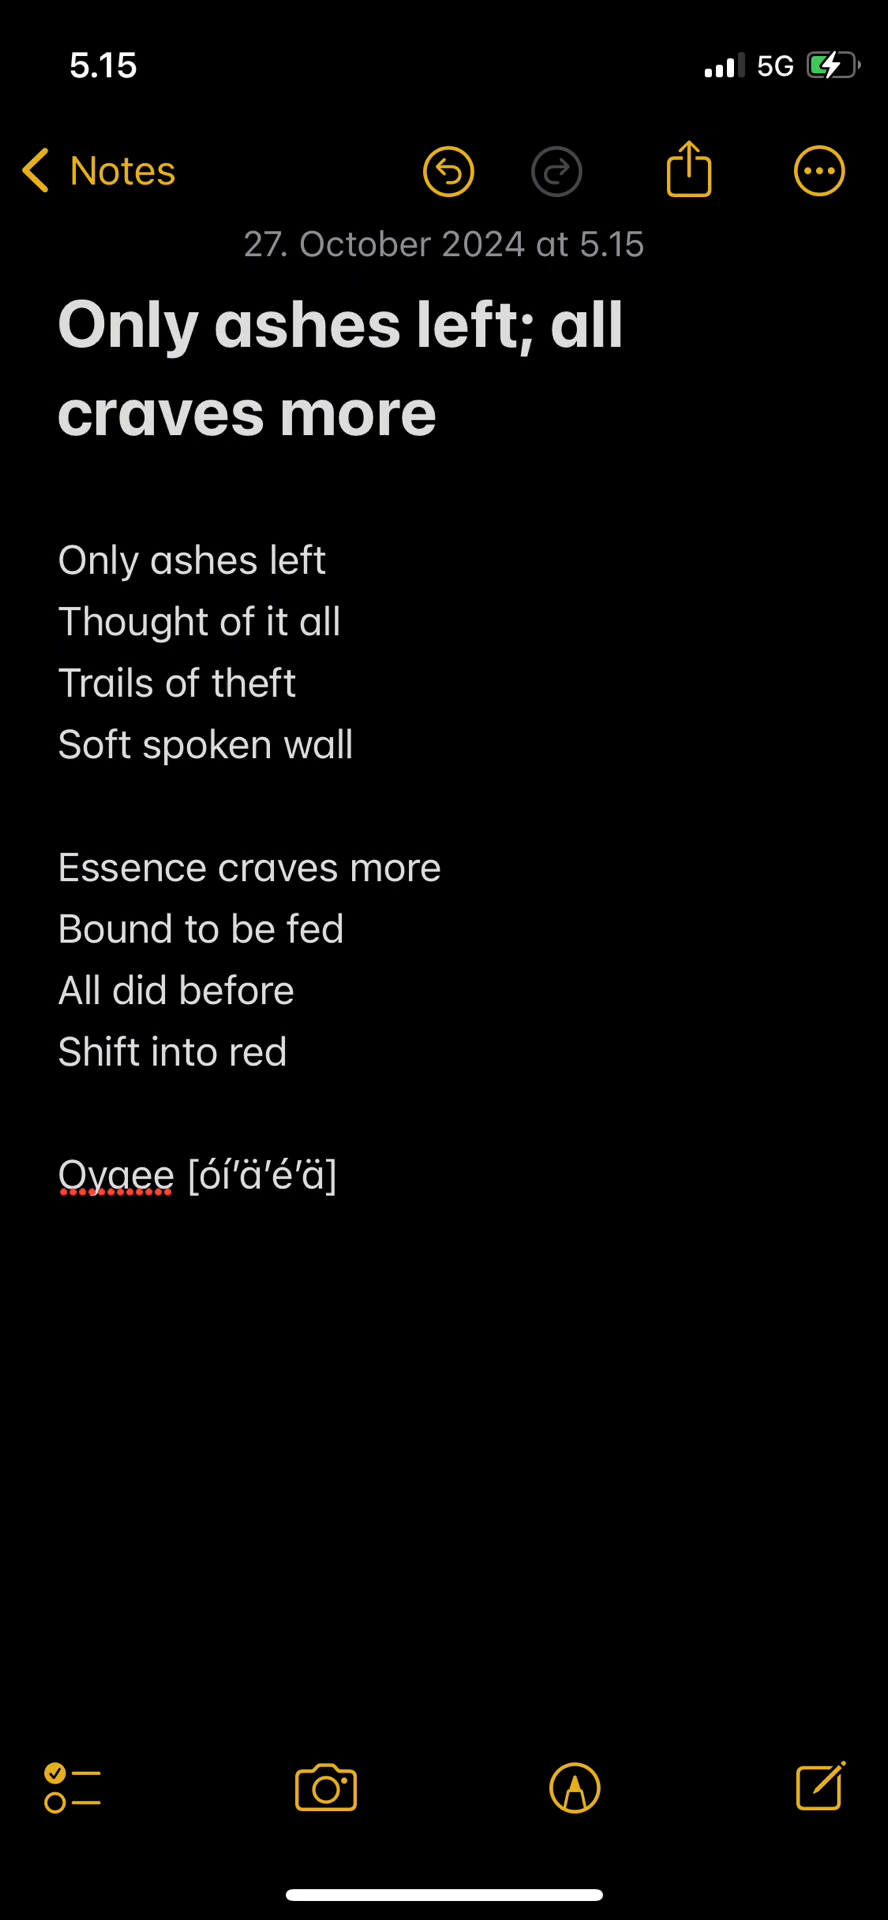 5.15
5G
Notes
27. October 2024 at 5.15
Only ashes left; all
craves more
Only ashes left
Thought of it all
Trails of theft
Soft spoken wall
Essence craves more
Bound to be fed
All did before
Shift into red
Oyaee [óí’ä’é’ä]